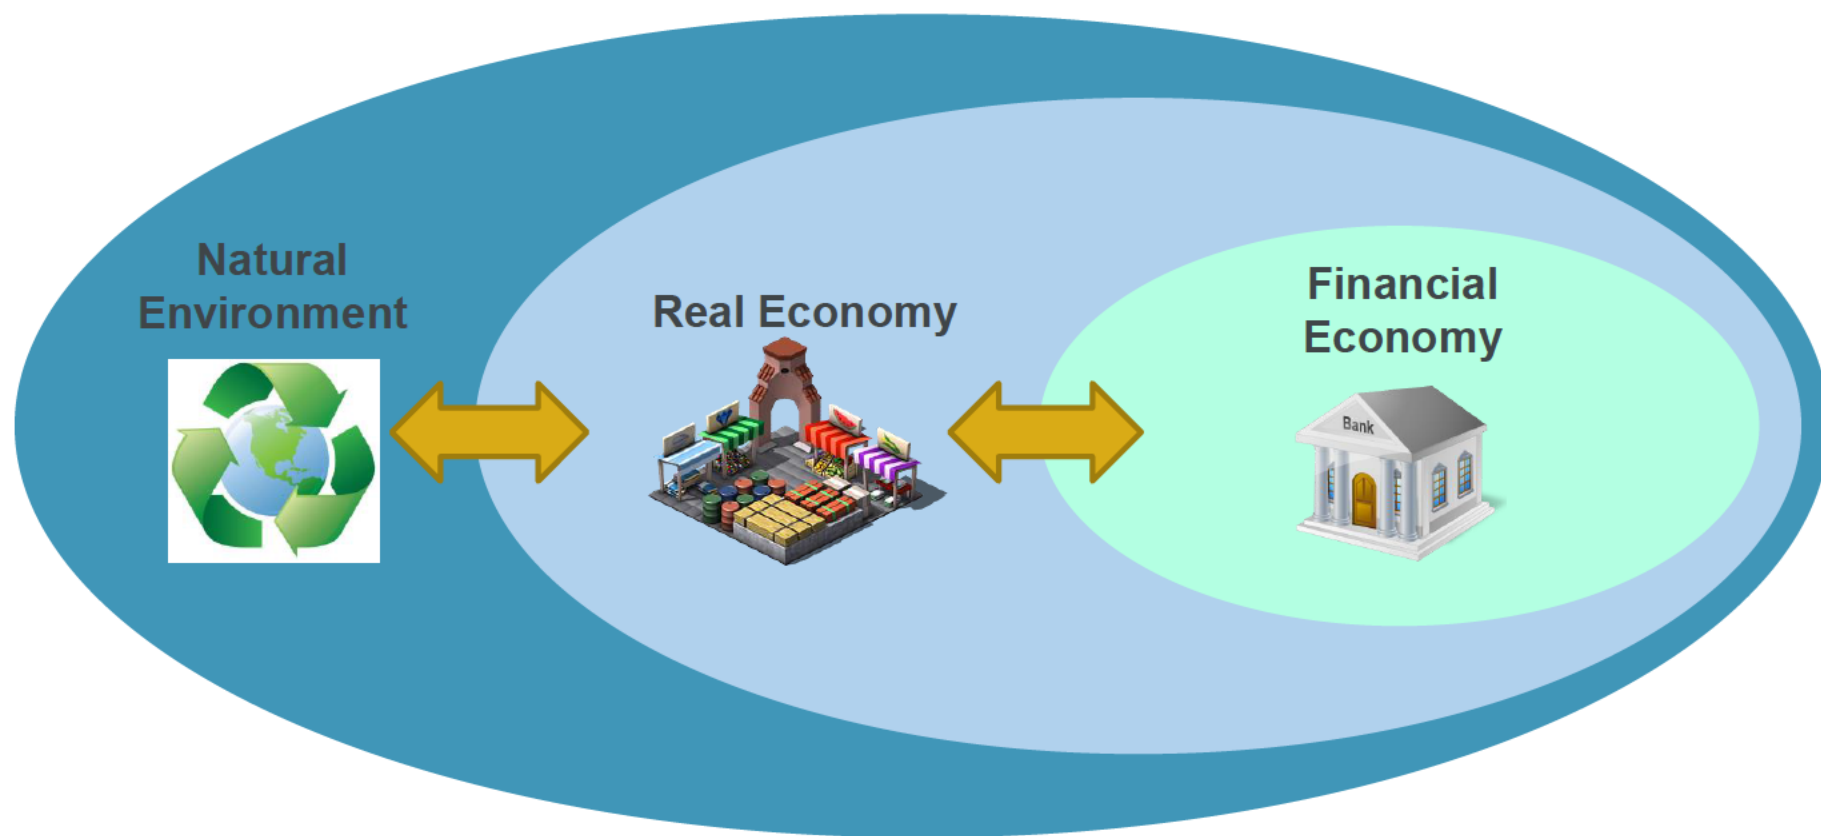 Natural
Environment
Real Economy
Financial
Economy
Bank